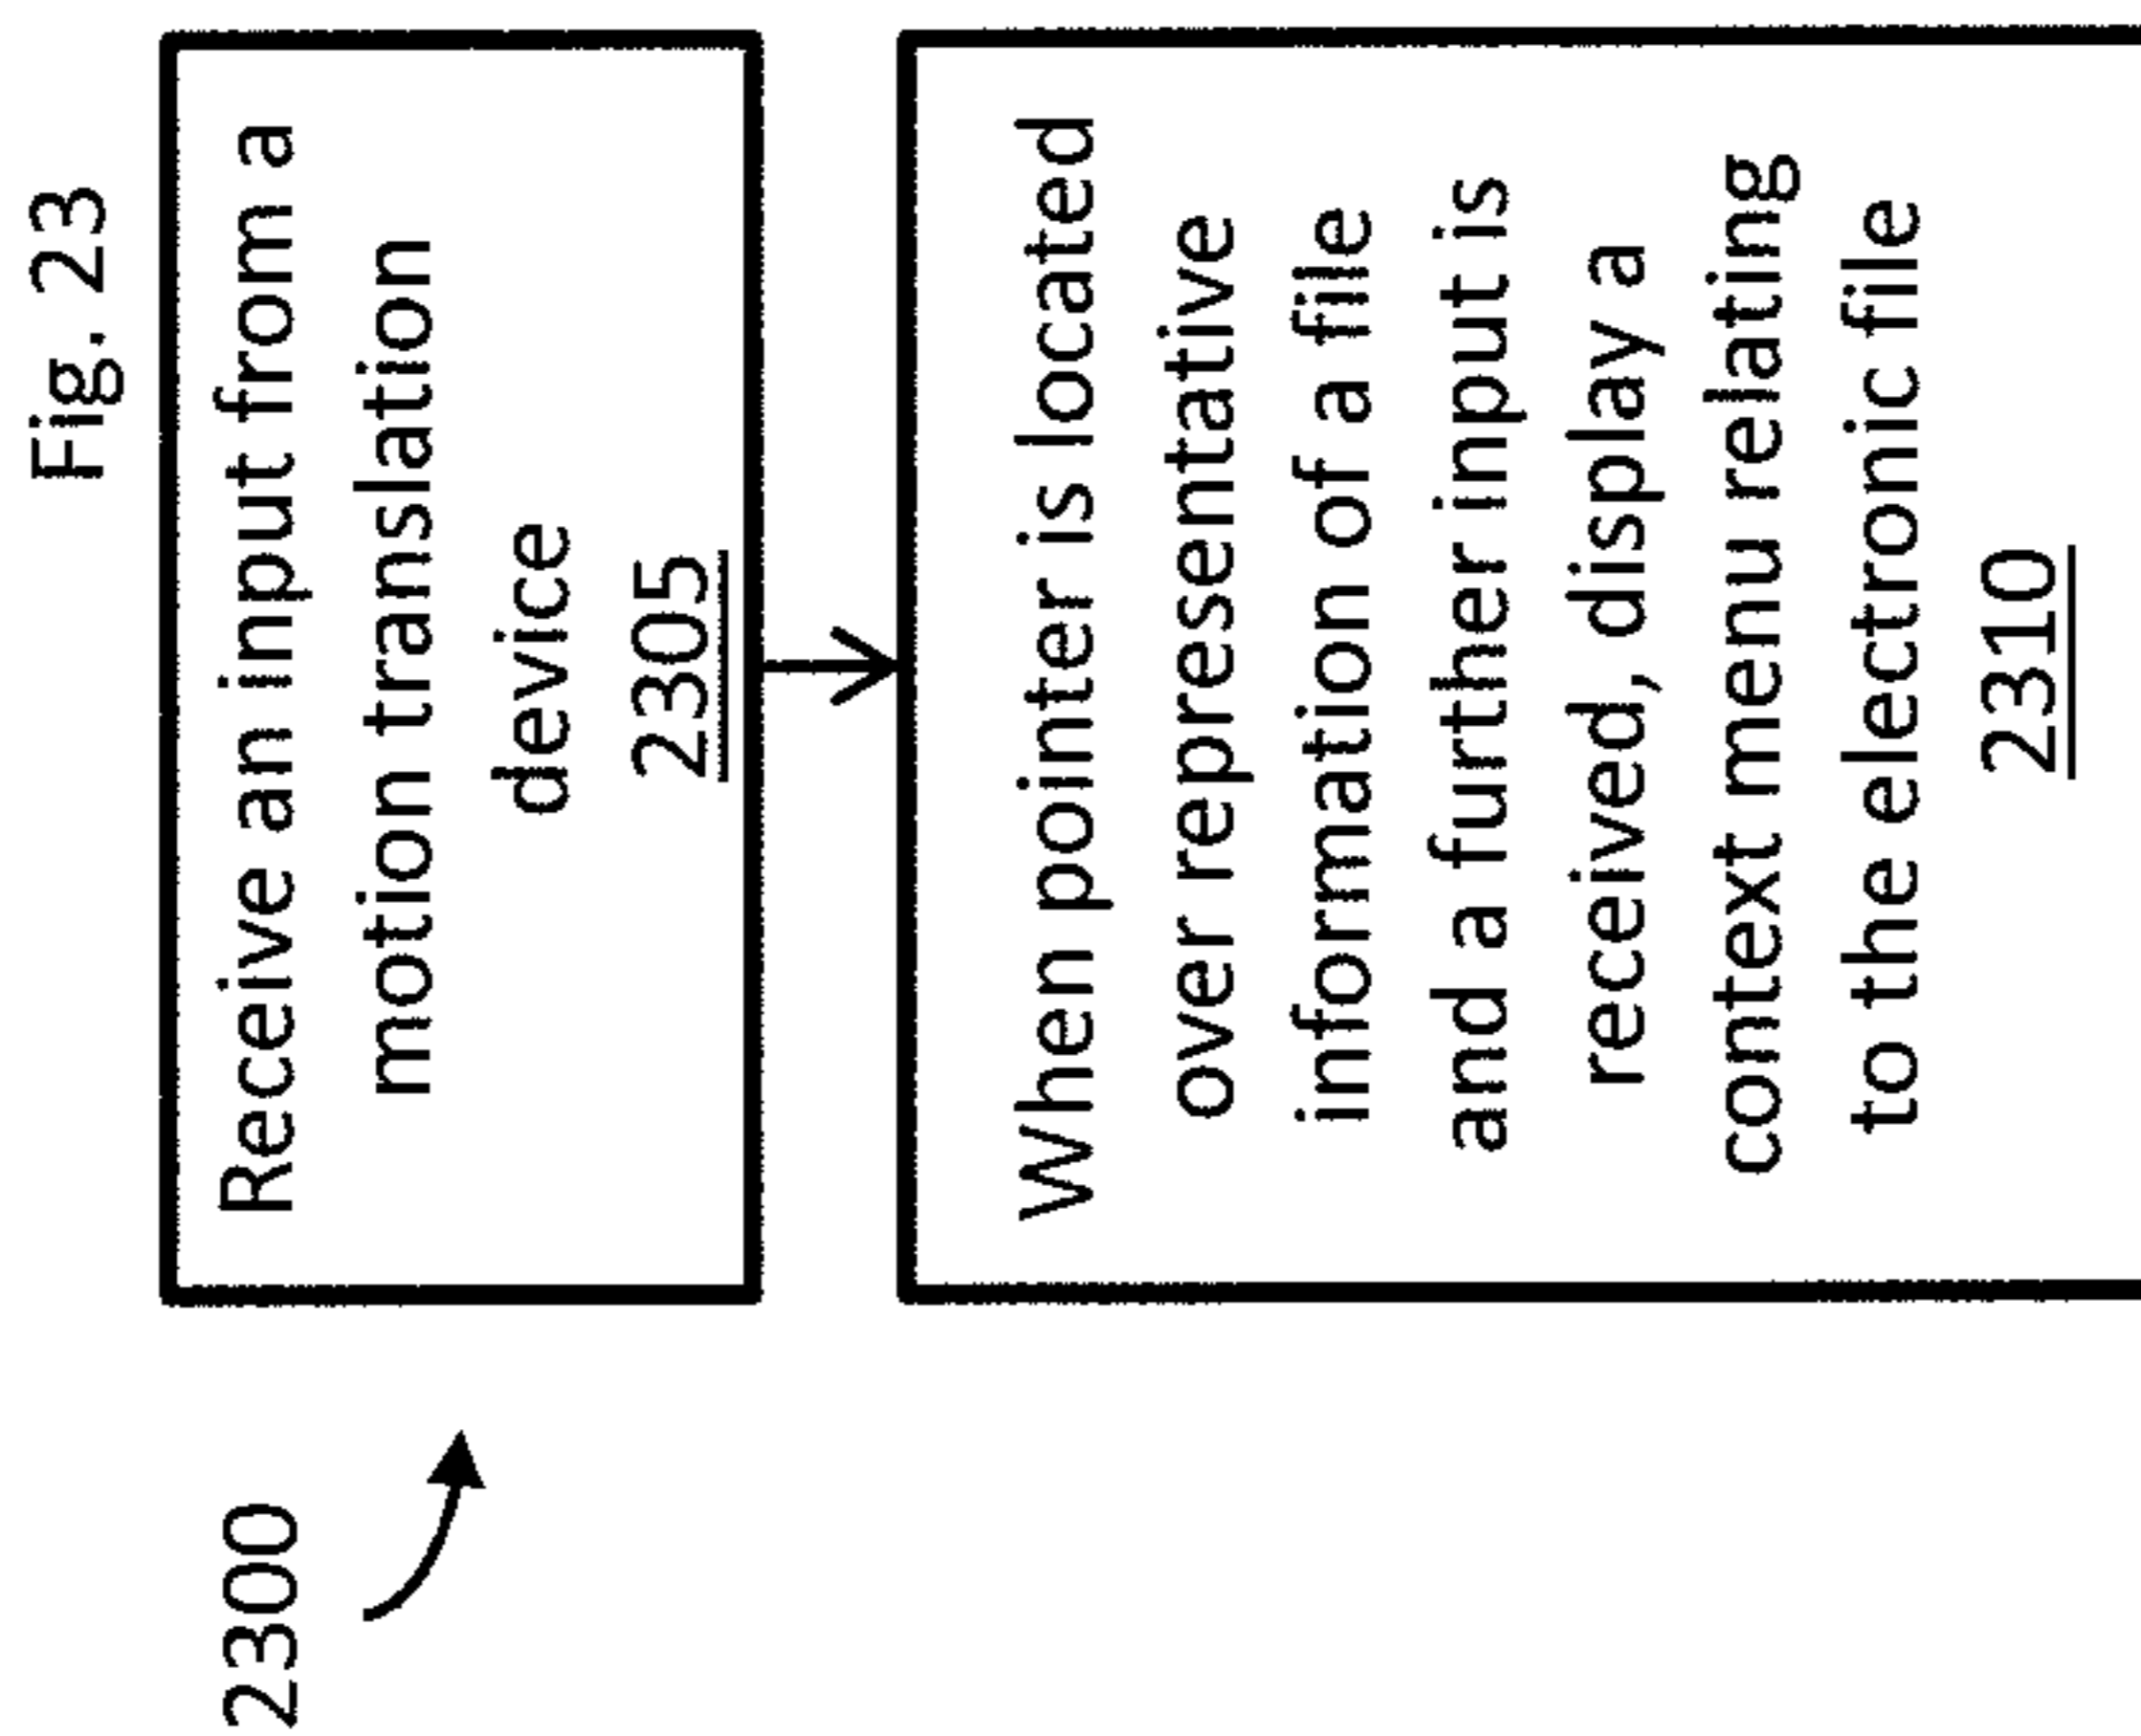 Fig. 23
2300
Receive an input from a
motion translation
device
2305
When pointer is located
over representative
information of a file
and a further input is
received, display a
context menu relating
to the electronic file
2310